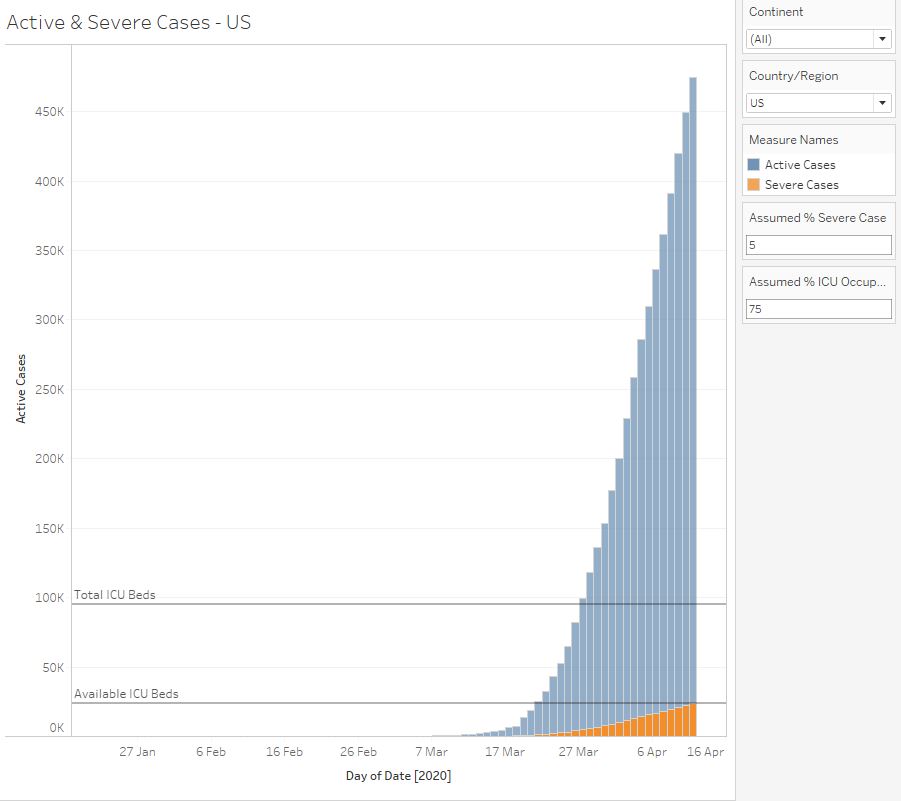 Active & Severe Cases - US
450K
400K
350K
300K
250K
200K
150K
100K
50K
0K
Active Cases
Total ICU Beds
Available ICU Beds
27 Jan
6 Feb
16 Feb
26 Feb
7 Mar
17 Mar
27 Mar
6 Apr
16 Apr
Day of Date [2020]
Continent
(All)
Country/Region
US
Measure Names
Active Cases
Severe Cases
Assumed % Severe Case
5
Assumed % ICU Occup...
75